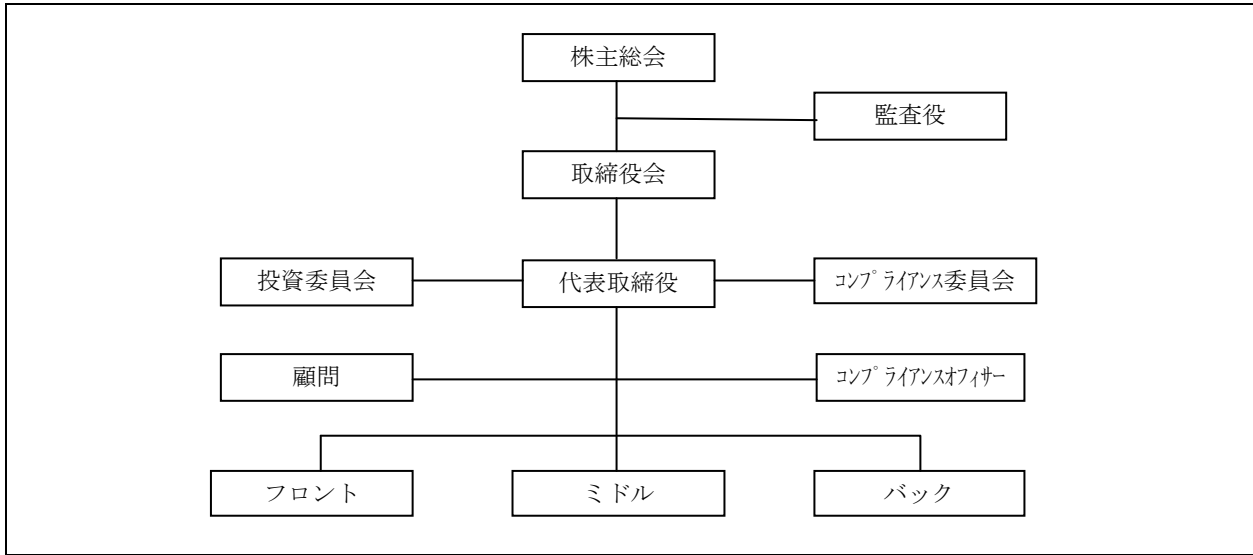 株主総会
監査役
取締役会
投資委員会
代表取締役
ｺﾝﾌﾟﾗｲｱﾝｽ委員会
顧問
ｺﾝﾌﾟﾗｲｱﾝｽｵﾌｨｻｰ
フロント
ミドル
バック